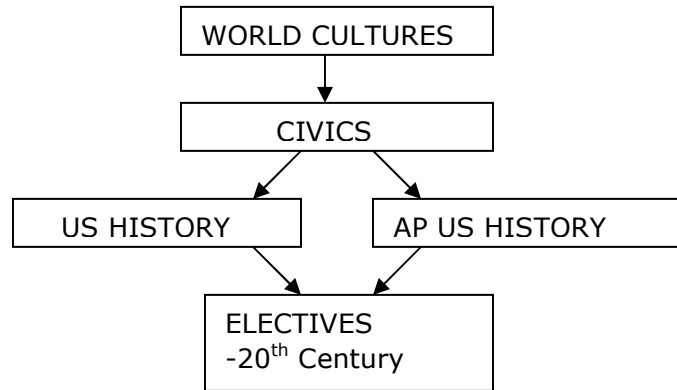 WORLD CULTURES
CIVICS
US HISTORY
AP US HISTORY
ELECTIVES
-20th Century